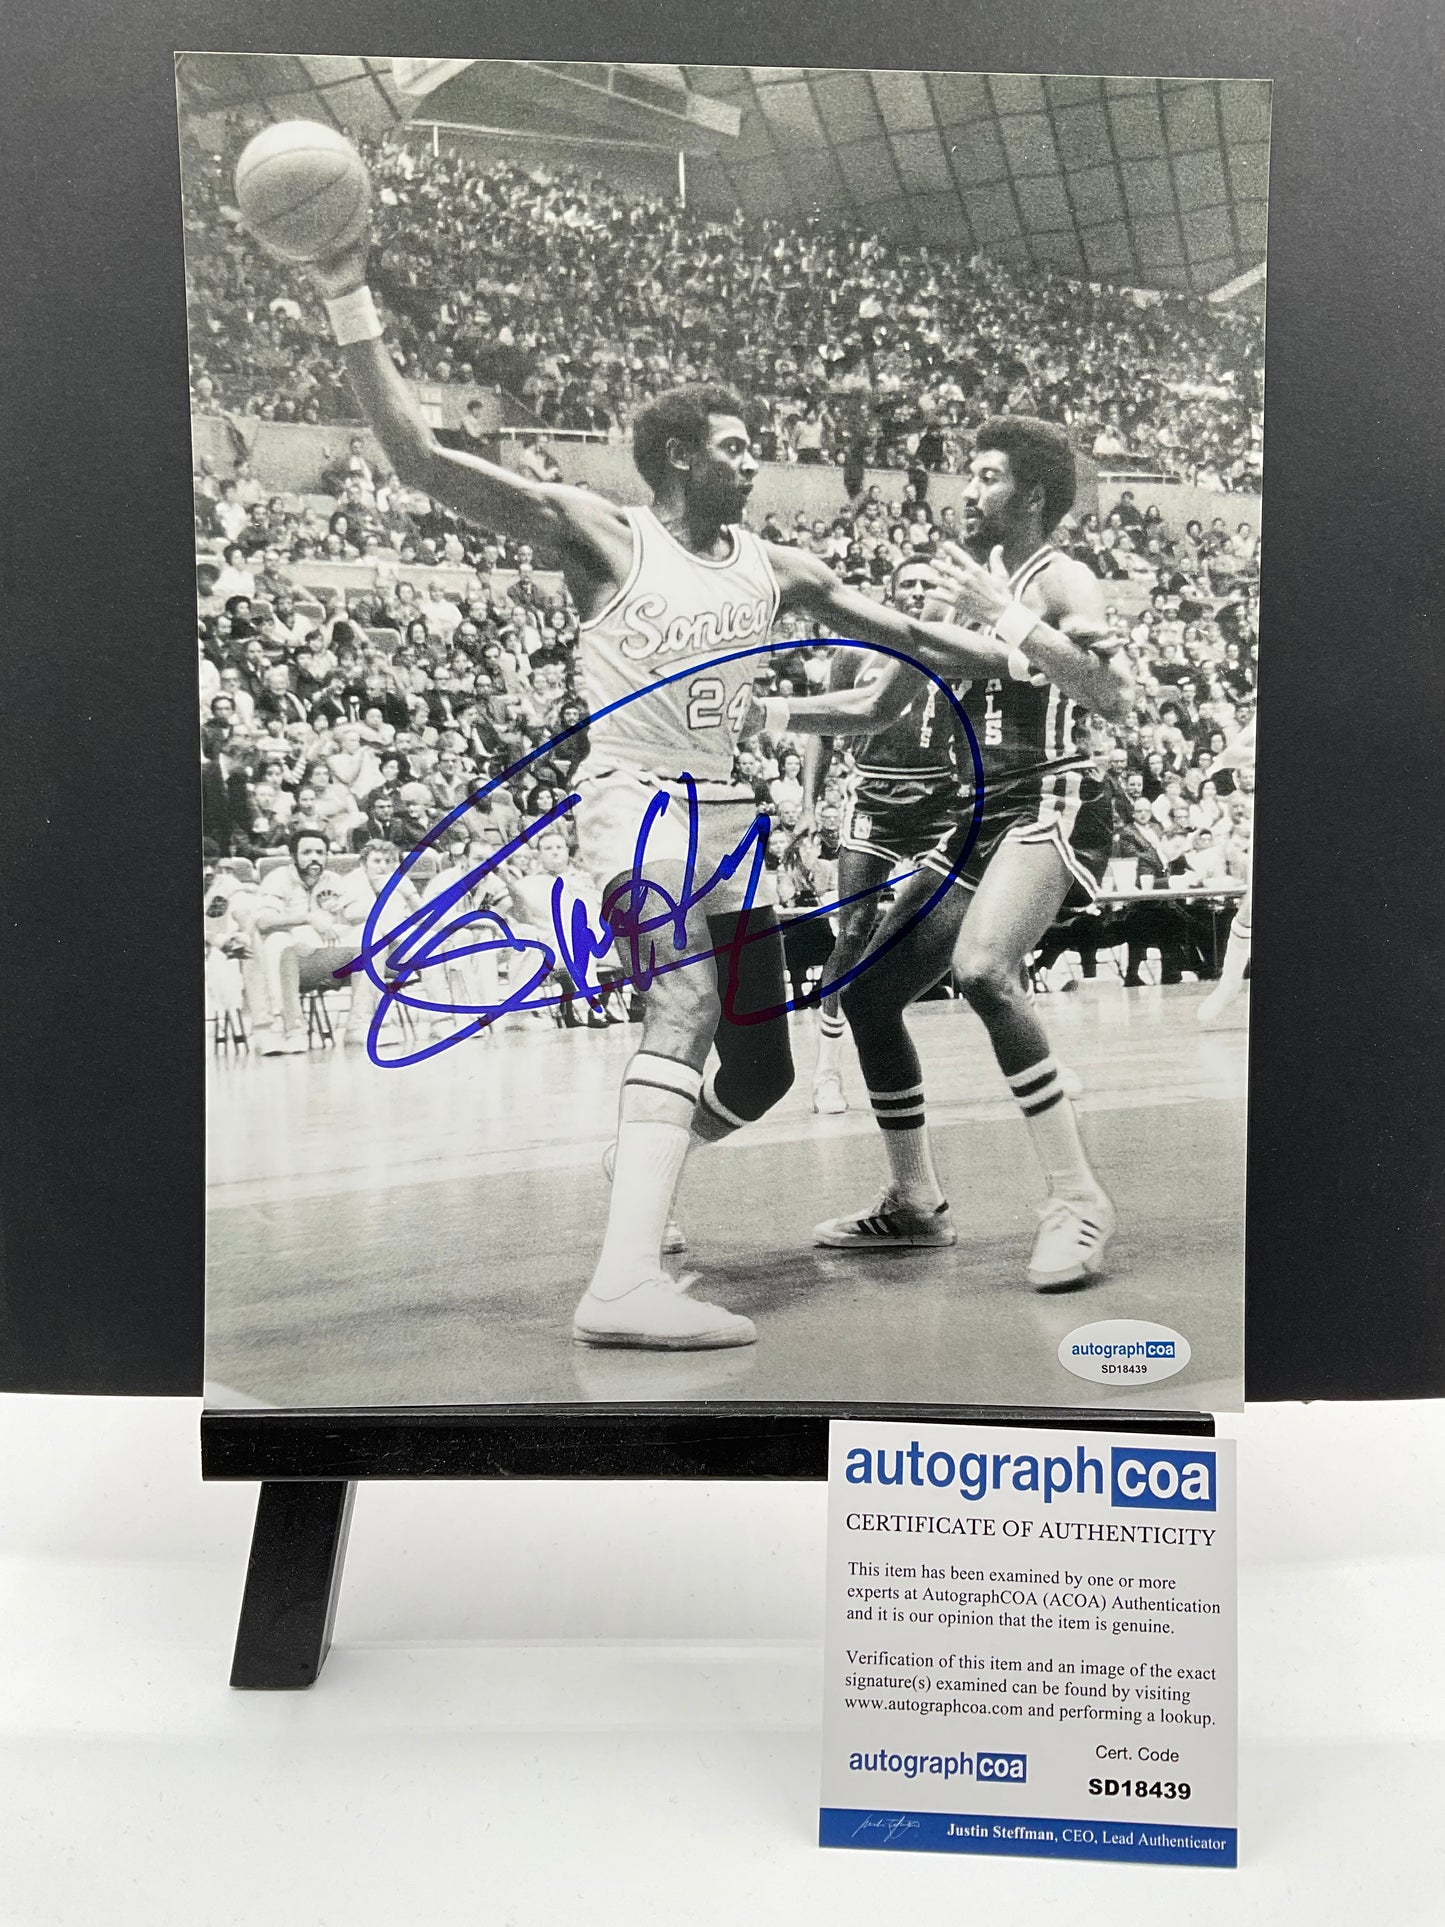 Sonics
24
autographcoa
SD18439
autographcoa
CERTIFICATE OF AUTHENTICITY
This item has been examined by one or more
experts at AutographCOA (ACOA) Authentication
and it is our opinion that the item is genuine.
Verification of this item and an image of the exact
signature(s) examined can be found by visiting
www.autographcoa.com and performing a lookup.
autographcoa
Cert. Code
SD18439
Justin Steffman, CEO, Lead Authenticator